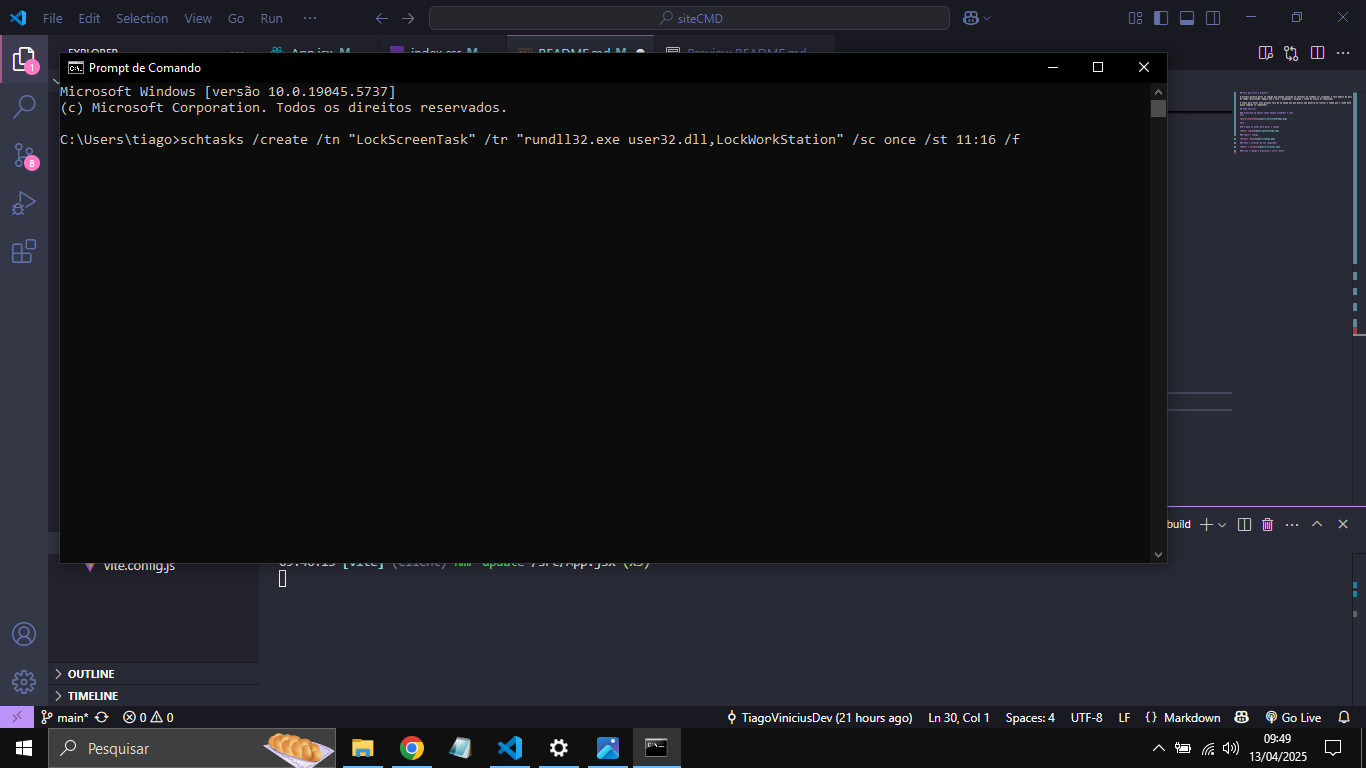 File Edit Selection View Go Run ··· siteCMD
EXPLORER App.jsx M index.css M README.md M Preview README.md
1
8
Prompt de Comando
Microsoft Windows [versão 10.0.19045.5737]
(c) Microsoft Corporation. Todos os direitos reservados.
C:\Users\tiago>schtasks /create /tn "LockScreenTask" /tr "rundll32.exe user32.dll,LockWorkStation" /sc once /st 11:16 /f
build
vite.config.js
09:46:15 [vite] (client) hmr update /src/App.jsx (x3)
OUTLINE
TIMELINE
main* 0 0 TiagoViniciusDev (21 hours ago) Ln 30, Col 1 Spaces: 4 UTF-8 LF {} Markdown Go Live
Pesquisar
09:49
13/04/2025